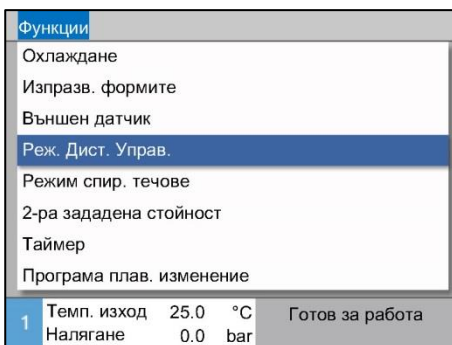 Функции
Охлаждане
Изпразв. формите
Външен датчик
Реж. Дист. Управ.
Режим спир. течове
2-ра зададена стойност
Таймер
Програма плав. изменение
1 Темп. изход 25.0 °C Готов за работа
Налягане 0.0 bar